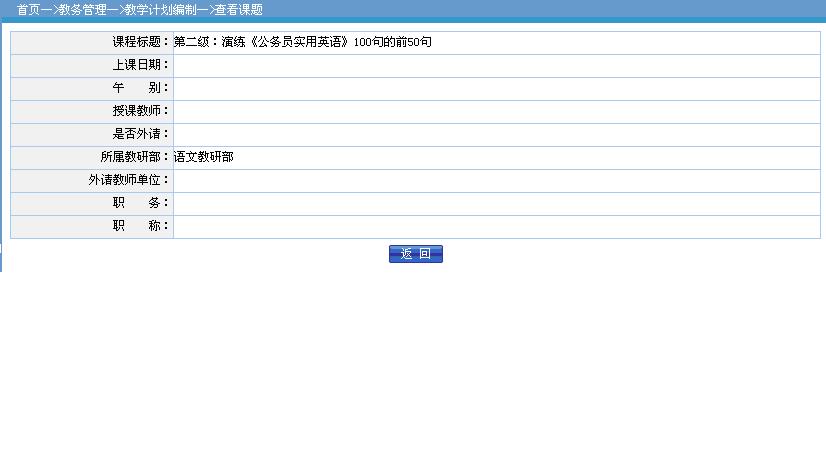 首页—>教务管理—>教学计划编制—>查看课题
课程标题：第二级：演练《公务员实用英语》100句的前50句
上课日期：
午　　别：
授课教师：
是否外请：
所属教研部：语文教研部
外请教师单位：
职　　务：
职　　称：
返 回